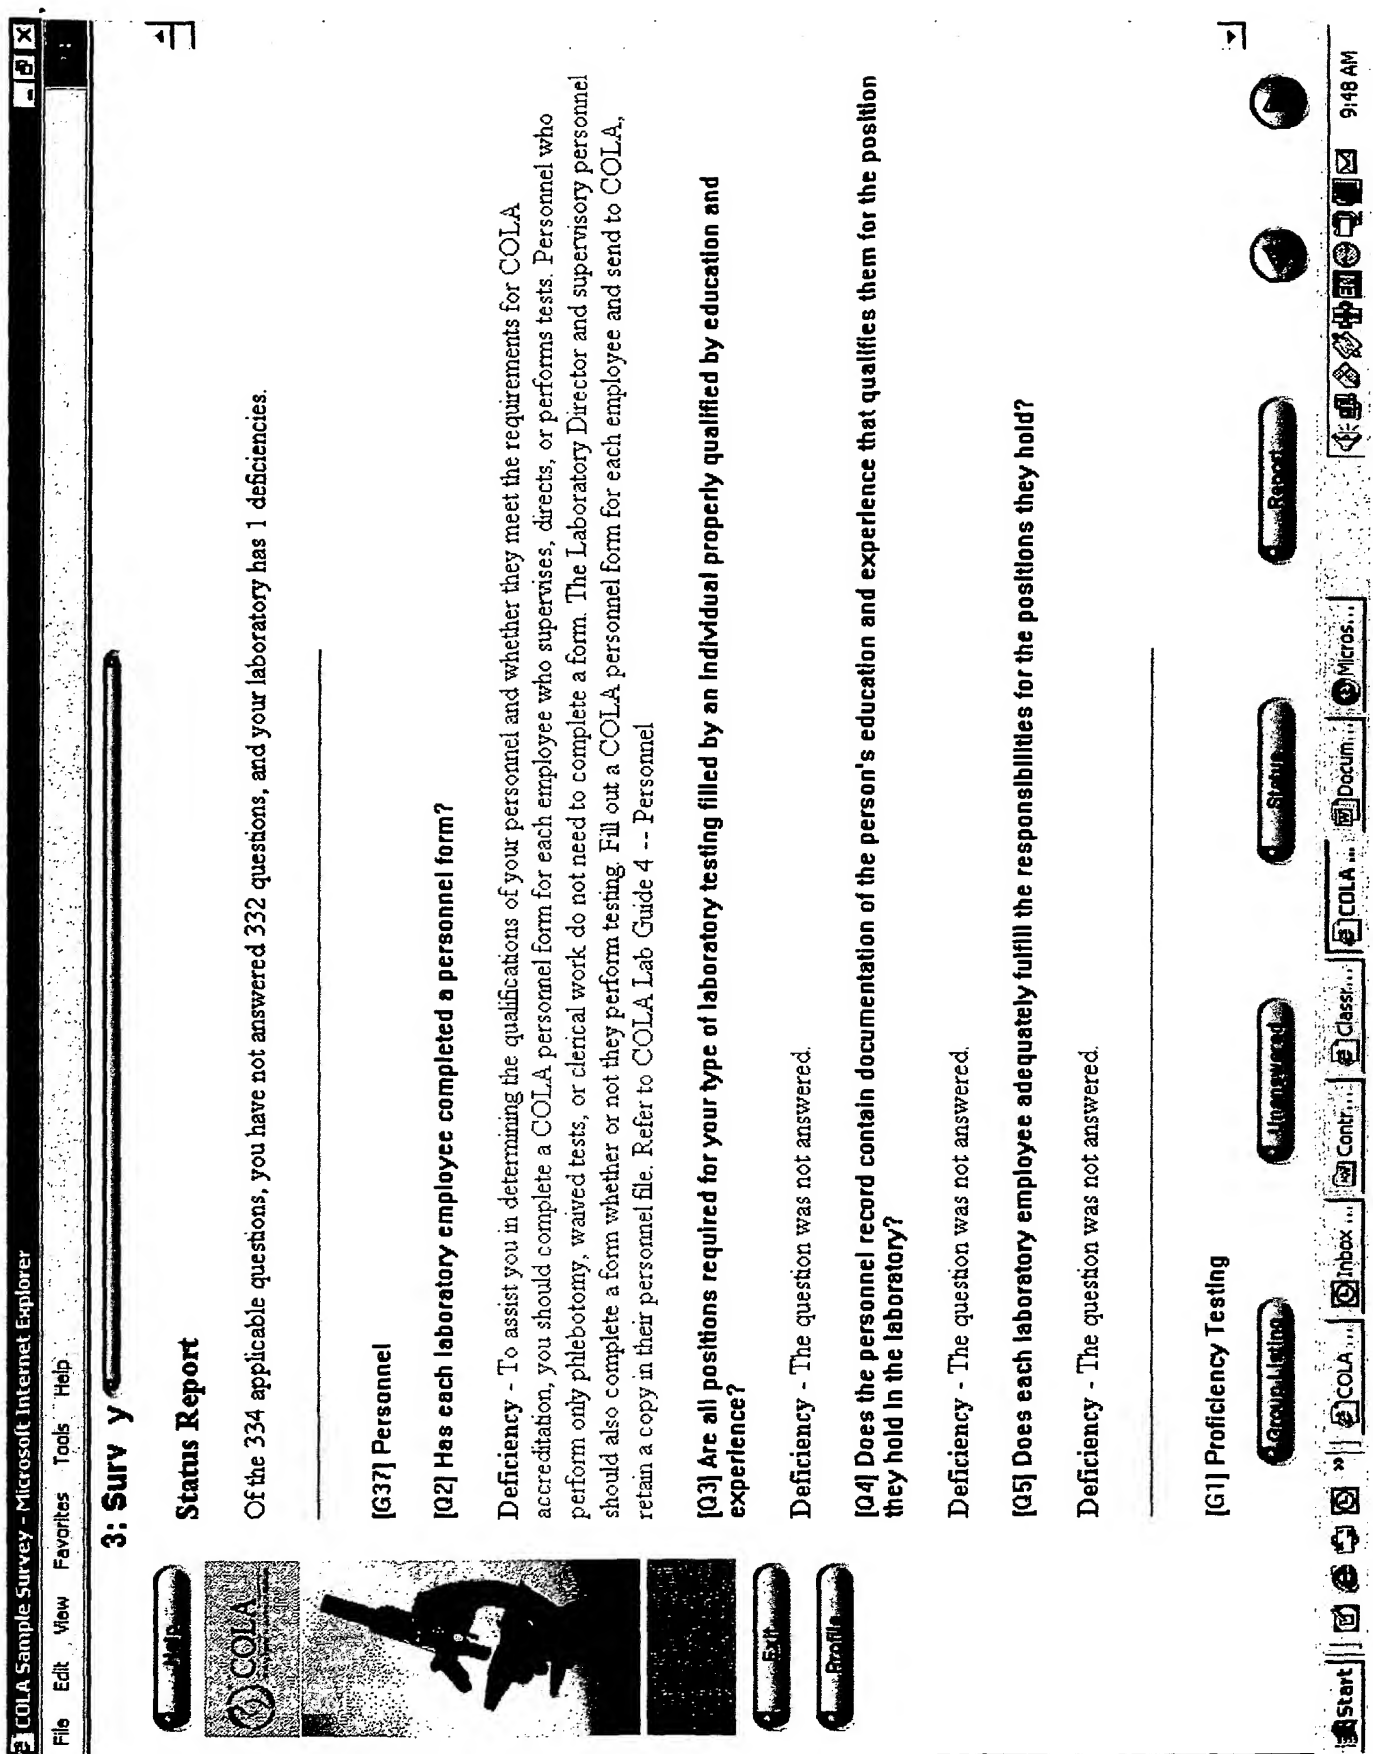 COLA Sample Survey - Microsoft Internet Explorer
File Edit View Favorites Tools Help
3: Surv y
Help
COLA
Exit
Profile
Status Report
Of the 334 applicable questions, you have not answered 332 questions, and your laboratory has 1 deficiencies.
[G37] Personnel
[Q2] Has each laboratory employee completed a personnel form?
Deficiency - To assist you in determining the qualifications of your personnel and whether they meet the requirements for COLA
accreditation, you should complete a COLA personnel form for each employee who supervises, directs, or performs tests. Personnel who
perform only phlebotomy, waived tests, or clerical work do not need to complete a form. The Laboratory Director and supervisory personnel
should also complete a form whether or not they perform testing. Fill out a COLA personnel form for each employee and send to COLA,
retain a copy in their personnel file. Refer to COLA Lab Guide 4 -- Personnel
[Q3] Are all positions required for your type of laboratory testing filled by an individual properly qualified by education and
experience?
Deficiency - The question was not answered.
[Q4] Does the personnel record contain documentation of the person's education and experience that qualifies them for the position
they hold in the laboratory?
Deficiency - The question was not answered.
[Q5] Does each laboratory employee adequately fulfill the responsibilities for the positions they hold?
Deficiency - The question was not answered.
[G1] Proficiency Testing
Group Listing Unanswered Status Report
Start » COLA ... Inbox ... Contr... Classr... COLA ... Docum... Micros... EN 9:48 AM